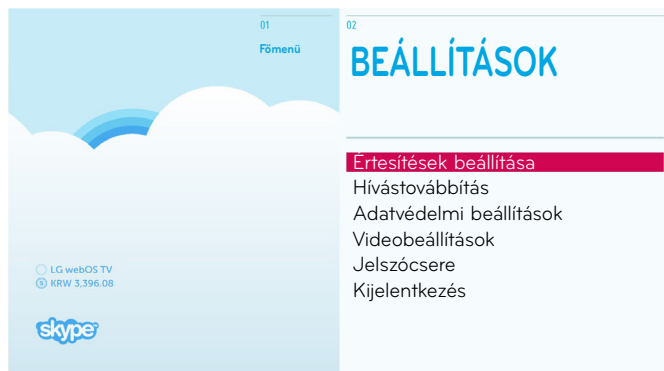 01
Főmenü
LG webOS TV
KRW 3,396.08
skype
02
BEÁLLÍTÁSOK
Értesítések beállítása
Hívástovábbítás
Adatvédelmi beállítások
Videobeállítások
Jelszócsere
Kijelentkezés